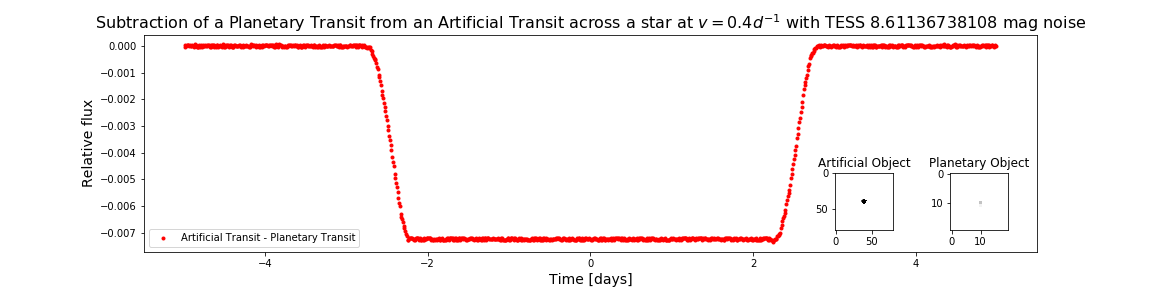 Subtraction of a Planetary Transit from an Artificial Transit across a star at v = 0.4d⁻¹ with TESS 8.61136738108 mag noise
0.000
−0.001
−0.002
−0.003
−0.004
−0.005
−0.006
−0.007
Relative flux
Artificial Transit - Planetary Transit
Artificial Object
0
50
0 50
Planetary Object
0
10
0 10
−4 −2 0 2 4
Time [days]